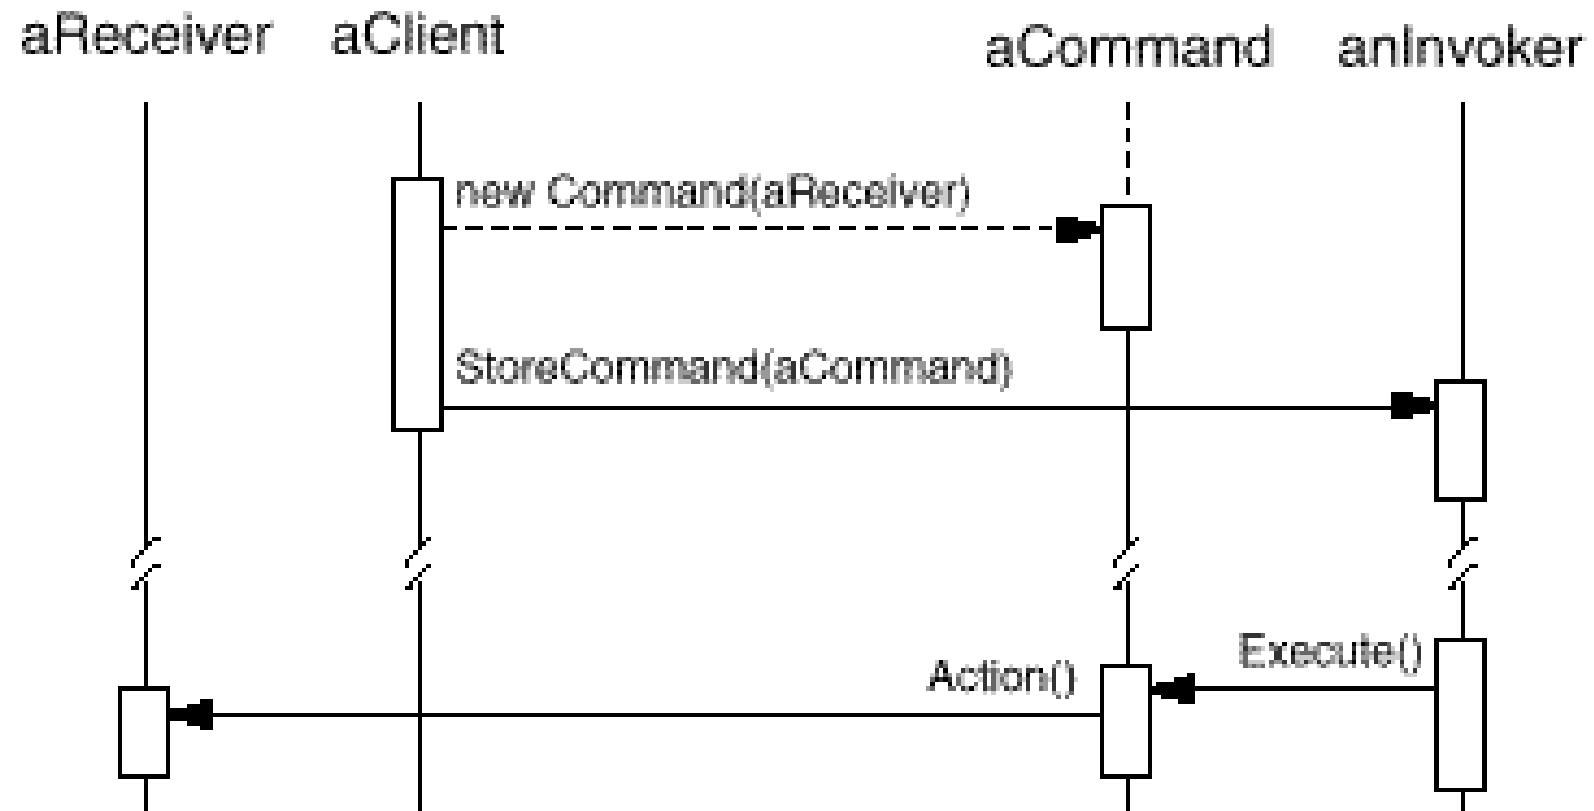 aReceiver aClient aCommand anInvoker
new Command(aReceiver)
StoreCommand(aCommand)
Execute()
Action()